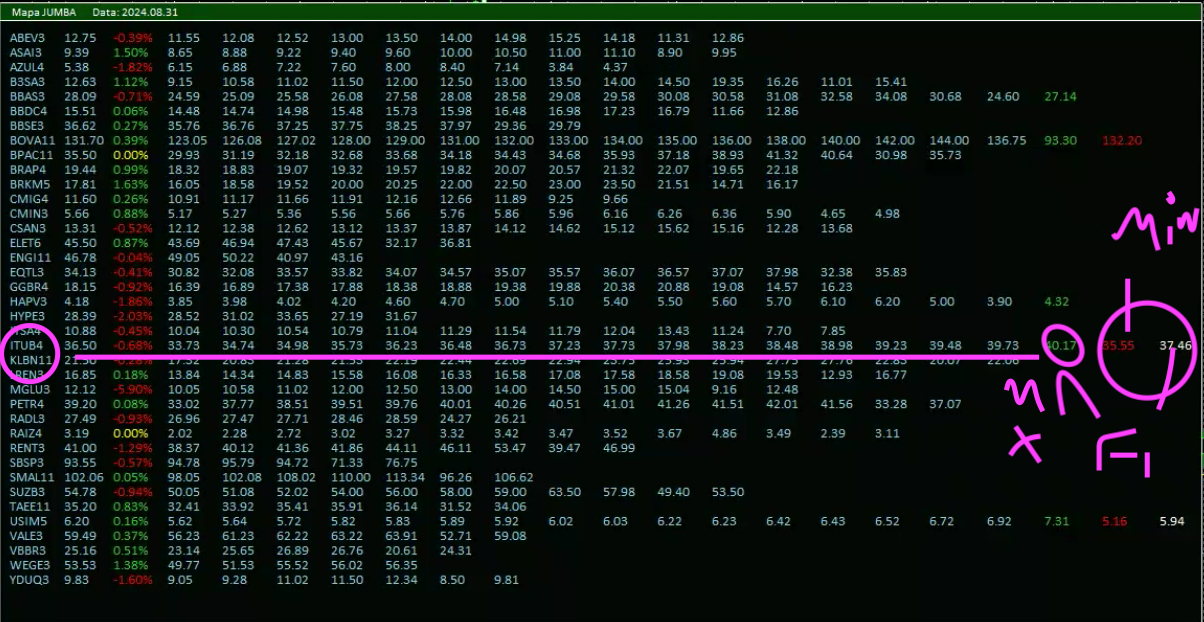 Mapa JUMBA Data: 2024.08.31
ABEV3 12.75 -0.39% 11.55 12.08 12.52 13.00 13.50 14.00 14.98 15.25 14.18 11.31 12.86
ASAI3 9.39 1.50% 8.65 8.88 9.22 9.40 9.60 10.00 10.50 11.00 11.10 8.90 9.95
AZUL4 5.38 -1.82% 6.15 6.88 7.22 7.60 8.00 8.40 7.14 3.84 4.37
B3SA3 12.63 1.12% 9.15 10.58 11.02 11.50 12.00 12.50 13.00 13.50 14.00 14.50 19.35 16.26 11.01 15.41
BBAS3 28.09 -0.71% 24.59 25.09 25.58 26.08 27.58 28.08 28.58 29.08 29.58 30.08 30.58 31.08 32.58 34.08 30.68 24.60 27.14
BBDC4 15.51 0.06% 14.48 14.74 14.98 15.48 15.73 15.98 16.48 16.98 17.23 16.79 11.66 12.86
BBSE3 36.62 0.27% 35.76 36.76 37.25 37.75 38.25 37.97 29.36 29.79
BOVA11 131.70 0.39% 123.05 126.08 127.02 128.00 129.00 131.00 132.00 133.00 134.00 135.00 136.00 138.00 140.00 142.00 144.00 136.75 93.30 132.20
BPAC11 35.50 0.00% 29.93 31.19 32.18 32.68 33.68 34.18 34.43 34.68 35.93 37.18 38.93 41.32 40.64 30.98 35.73
BRAP4 19.44 0.99% 18.32 18.83 19.07 19.32 19.57 19.82 20.07 20.57 21.32 22.07 19.65 22.18
BRKM5 17.81 1.63% 16.05 18.58 19.52 20.00 20.25 22.00 22.50 23.00 23.50 21.51 14.71 16.17
CMIG4 11.60 0.26% 10.91 11.17 11.66 11.91 12.16 12.66 11.89 9.25 9.66
CMIN3 5.66 0.88% 5.17 5.27 5.36 5.56 5.66 5.76 5.86 5.96 6.16 6.26 6.36 5.90 4.65 4.98
CSAN3 13.31 -0.52% 12.12 12.38 12.62 13.12 13.37 13.87 14.12 14.62 15.12 15.62 15.16 12.28 13.68
ELET6 45.50 0.87% 43.69 46.94 47.43 45.67 32.17 36.81
ENGI11 46.78 -0.04% 49.05 50.22 40.97 43.16
EQTL3 34.13 -0.41% 30.82 32.08 33.57 33.82 34.07 34.57 35.07 35.57 36.07 36.57 37.07 37.98 32.38 35.83
GGBR4 18.15 -0.92% 16.39 16.89 17.38 17.88 18.38 18.88 19.38 19.88 20.38 20.88 19.08 14.57 16.23
HAPV3 4.18 -1.86% 3.85 3.98 4.02 4.20 4.60 4.70 5.00 5.10 5.40 5.50 5.60 5.70 6.10 6.20 5.00 3.90 4.32
HYPE3 28.39 -2.03% 28.52 31.02 33.65 27.19 31.67
ITSA4 10.88 -0.45% 10.04 10.30 10.54 10.79 11.04 11.29 11.54 11.79 12.04 13.43 11.24 7.70 7.85
ITUB4 36.50 -0.68% 33.73 34.74 34.98 35.73 36.23 36.48 36.73 37.23 37.73 37.98 38.23 38.48 38.98 39.23 39.48 39.73 40.17 35.55 37.46
KLBN11 21.50 -0.28% 17.32 20.83 21.28 21.53 22.19 22.44 22.69 22.94 23.75 25.95 25.94 27.75 27.76 22.83 20.07 22.06
16.85 0.18% 13.84 14.34 14.83 15.58 16.08 16.33 16.58 17.08 17.58 18.58 19.08 19.53 12.93 16.77
MGLU3 12.12 -5.90% 10.05 10.58 11.02 12.00 12.50 13.00 14.00 14.50 15.00 15.04 9.16 12.48
PETR4 39.20 0.08% 33.02 37.77 38.51 39.51 39.76 40.01 40.26 40.51 41.01 41.26 41.51 42.01 41.56 33.28 37.07
RADL3 27.49 -0.93% 26.96 27.47 27.71 28.46 28.59 24.27 26.21
RAIZ4 3.19 0.00% 2.02 2.28 2.72 3.02 3.27 3.32 3.42 3.47 3.52 3.67 4.86 3.49 2.39 3.11
RENT3 41.00 -1.29% 38.37 40.12 41.36 41.86 44.11 46.11 53.47 39.47 46.99
SBSP3 93.55 -0.57% 94.78 95.79 94.72 71.33 76.75
SMAL11 102.06 0.05% 98.05 102.08 108.02 110.00 113.34 96.26 106.62
SUZB3 54.78 -0.94% 50.05 51.08 52.02 54.00 56.00 58.00 59.00 63.50 57.98 49.40 53.50
TAEE11 35.20 0.83% 32.41 33.92 35.41 35.91 36.14 31.52 34.06
USIM5 6.20 0.16% 5.62 5.64 5.72 5.82 5.83 5.89 5.92 6.02 6.03 6.22 6.23 6.42 6.43 6.52 6.72 6.92 7.31 5.16 5.94
VALE3 59.49 0.37% 56.23 61.23 62.22 63.22 63.91 52.71 59.08
VBBR3 25.16 0.51% 23.14 25.65 26.89 26.76 20.61 24.31
WEGE3 53.53 1.38% 49.77 51.53 55.52 56.02 56.35
YDUQ3 9.83 -1.60% 9.05 9.28 11.02 11.50 12.34 8.50 9.81
min